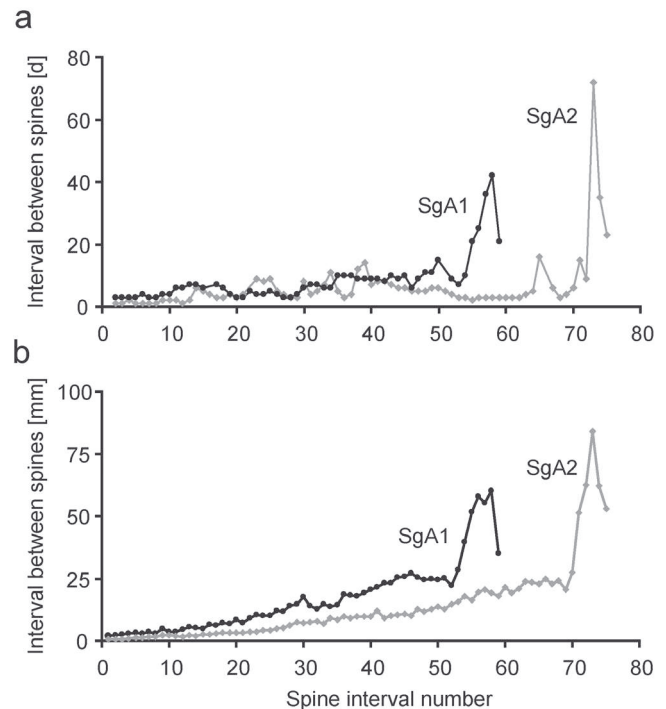 a
Interval between spines [d]
80
60
40
20
0
SgA1
SgA2
0 10 20 30 40 50 60 70 80
b
Interval between spines [mm]
100
75
50
25
0
SgA1
SgA2
0 10 20 30 40 50 60 70 80
Spine interval number